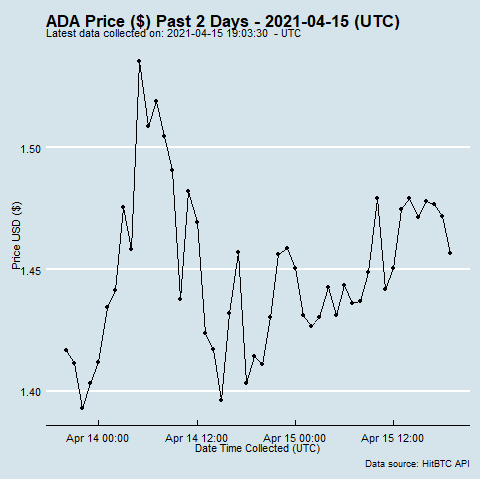 ADA Price ($) Past 2 Days - 2021-04-15 (UTC)
Latest data collected on: 2021-04-15 19:03:30 - UTC
1.50
1.45
1.40
Price USD ($)
Apr 14 00:00
Apr 14 12:00
Apr 15 00:00
Apr 15 12:00
Date Time Collected (UTC)
Data source: HitBTC API